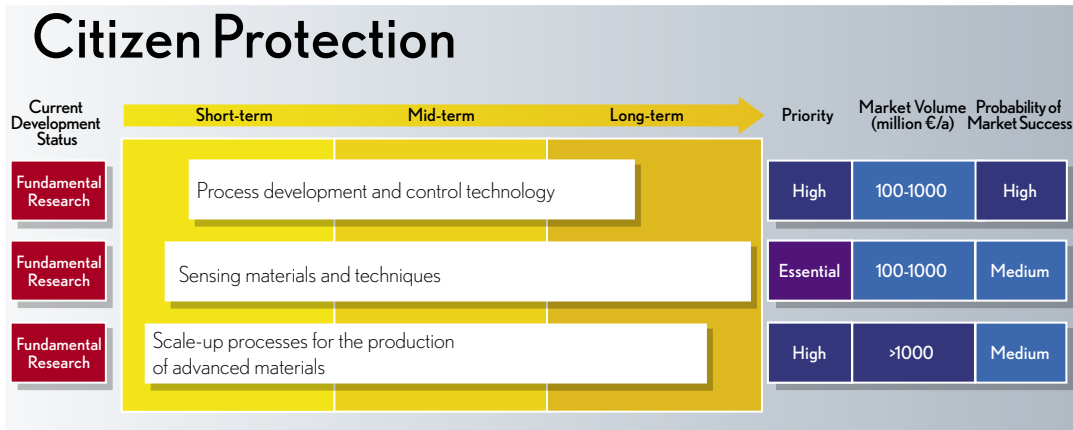 Citizen Protection
Current
Development
Status
Short-term
Mid-term
Long-term
Priority
Market Volume
(million €/a)
Probability of
Market Success
Fundamental
Research
Process development and control technology
High
100-1000
High
Fundamental
Research
Sensing materials and techniques
Essential
100-1000
Medium
Fundamental
Research
Scale-up processes for the production
of advanced materials
High
>1000
Medium